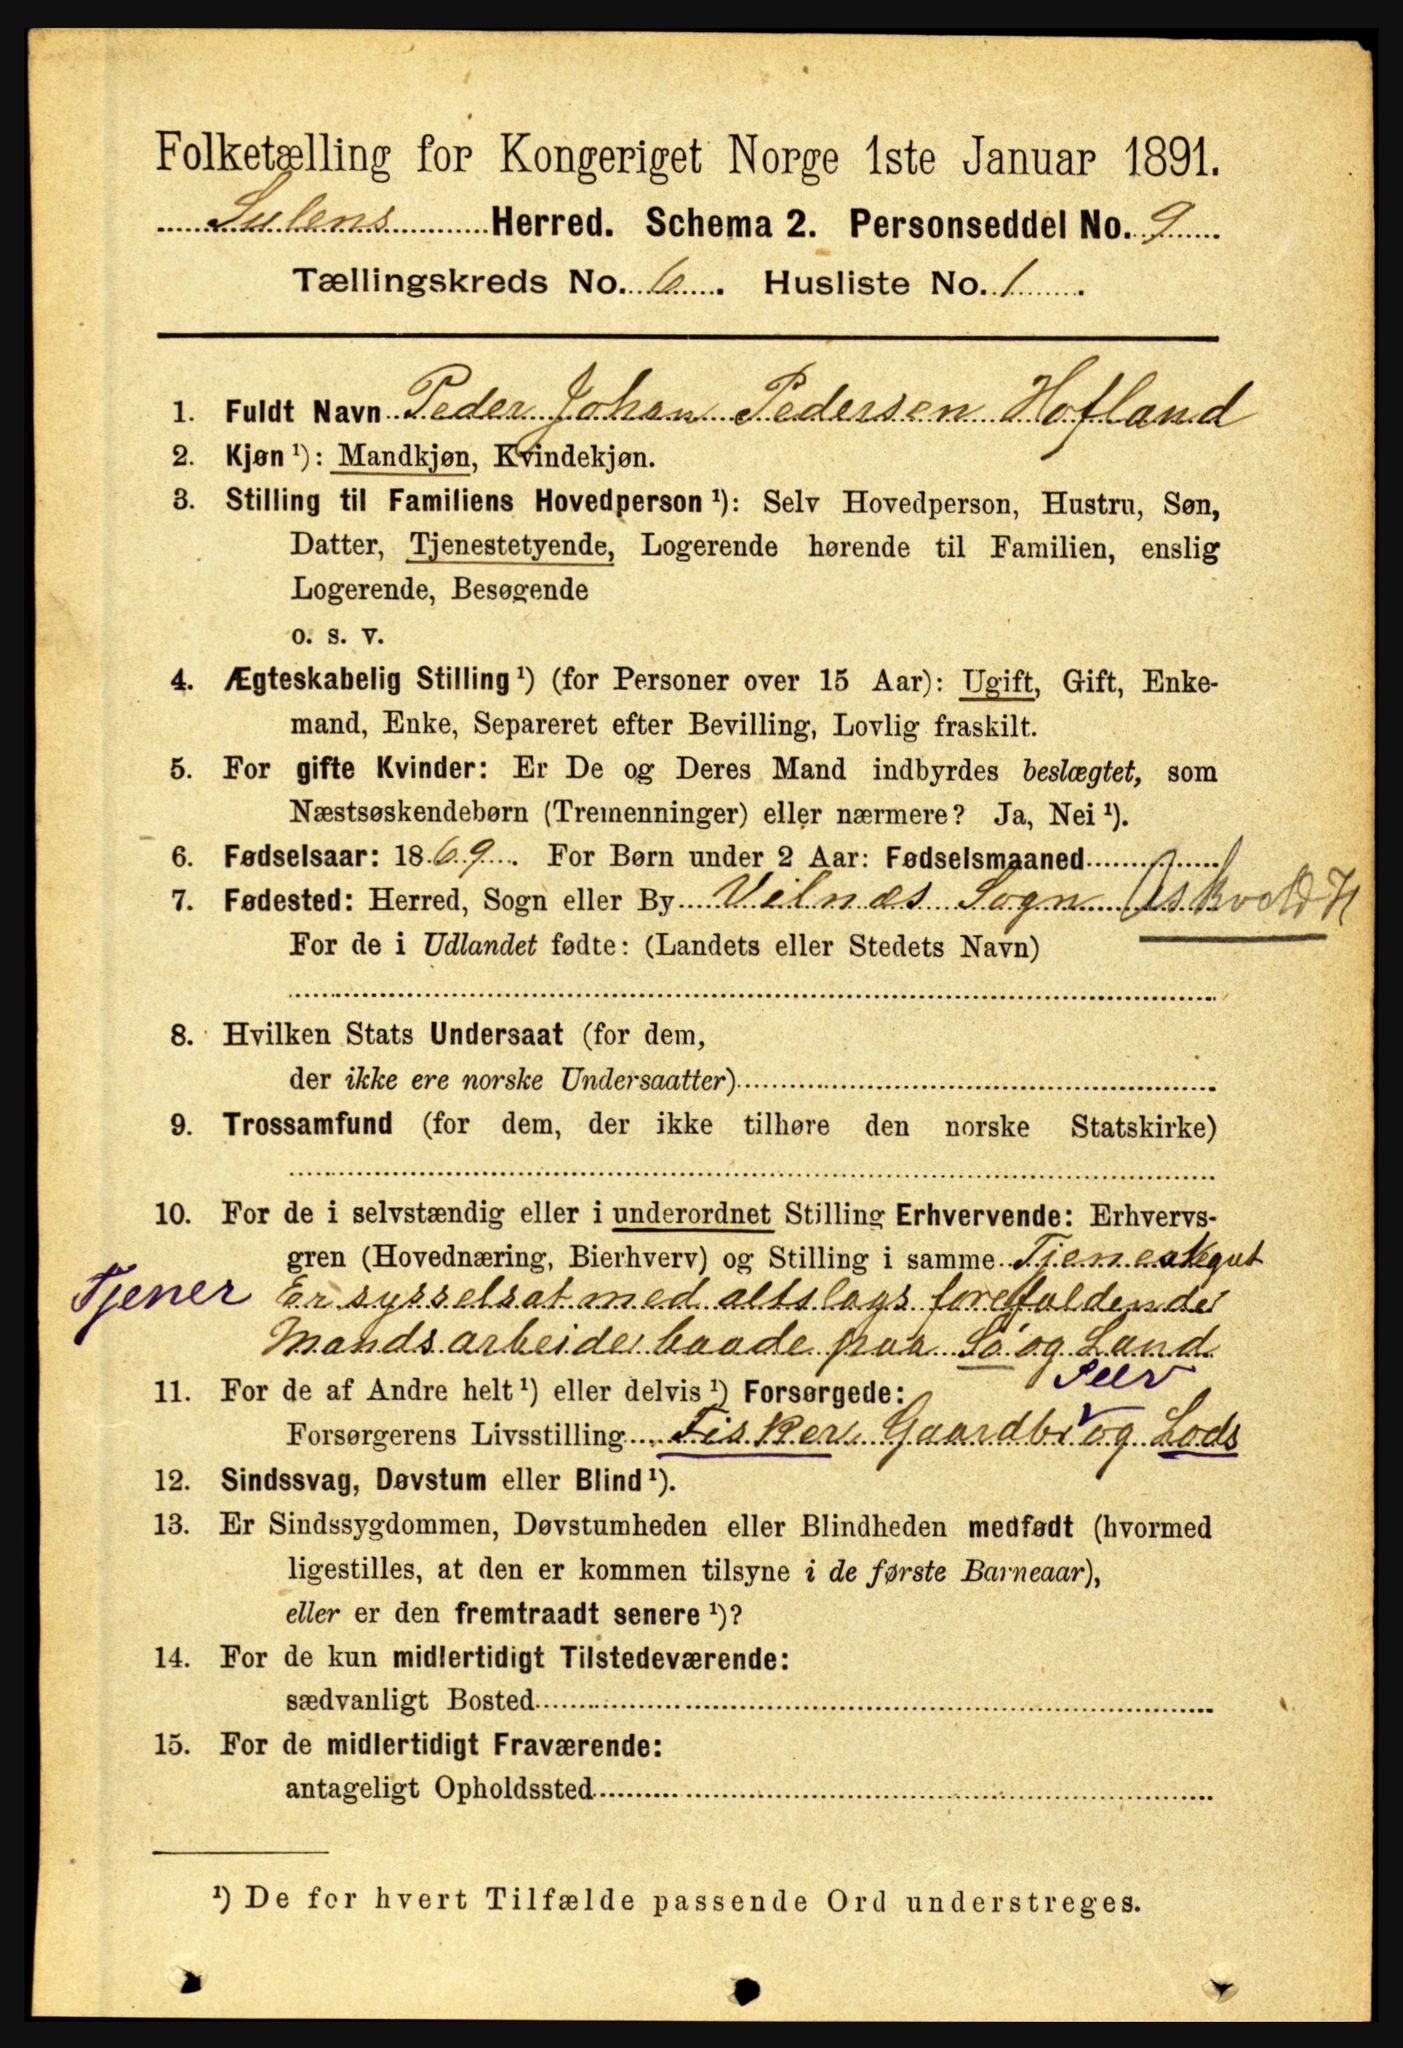 Folketælling for Kongeriget Norge 1ste Januar 1891.
Sulens Herred. Schema 2. Personseddel No. 9
Tællingskreds No. 6. Husliste No. 1.
1. Fuldt Navn Peder Johan Pedersen Hofland
2. Kjøn ¹): Mandkjøn, Kvindekjøn.
3. Stilling til Familiens Hovedperson ¹): Selv Hovedperson, Hustru, Søn,
Datter, Tjenestetyende, Logerende hørende til Familien, enslig
Logerende, Besøgende
o. s. v.
4. Ægteskabelig Stilling ¹) (for Personer over 15 Aar): Ugift, Gift, Enke-
mand, Enke, Separeret efter Bevilling, Lovlig fraskilt.
5. For gifte Kvinder: Er De og Deres Mand indbyrdes beslægtet, som
Næstsøskendebørn (Tremenninger) eller nærmere? Ja, Nei ¹).
6. Fødselsaar: 1869. For Børn under 2 Aar: Fødselsmaaned
7. Fødested: Herred, Sogn eller By Vilnæs Sogn Askvold H
For de i Udlandet fødte: (Landets eller Stedets Navn)
8. Hvilken Stats Undersaat (for dem,
der ikke ere norske Undersaatter)
9. Trossamfund (for dem, der ikke tilhøre den norske Statskirke)
10. For de i selvstændig eller i underordnet Stilling Erhvervende: Erhvervs-
gren (Hovednæring, Bierhverv) og Stilling i samme Tjenestegut
Tjener Er sysselsat med altslags forefaldende
Mandsarbeide baade paa Sø og Land
11. For de af Andre helt ¹) eller delvis ¹) Forsørgede: Selv
Forsørgerens Livsstilling Fisker Gaardbr og Lods
12. Sindssvag, Døvstum eller Blind ¹).
13. Er Sindssygdommen, Døvstumheden eller Blindheden medfødt (hvormed
ligestilles, at den er kommen tilsyne i de første Barneaar),
eller er den fremtraadt senere ¹)?
14. For de kun midlertidigt Tilstedeværende:
sædvanligt Bosted
15. For de midlertidigt Fraværende:
antageligt Opholdssted
¹) De for hvert Tilfælde passende Ord understreges.